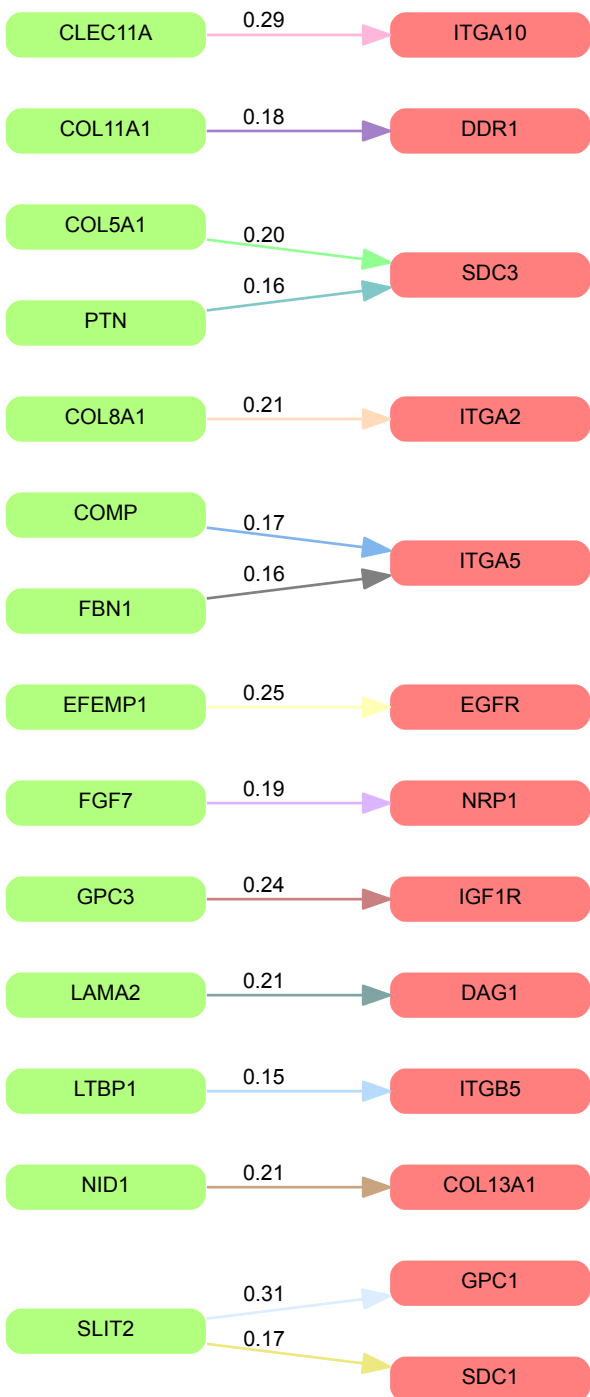 CLEC11A 0.29 ITGA10
COL11A1 0.18 DDR1
COL5A1 0.20
SDC3
PTN 0.16
COL8A1 0.21 ITGA2
COMP 0.17
ITGA5
FBN1 0.16
EFEMP1 0.25 EGFR
FGF7 0.19 NRP1
GPC3 0.24 IGF1R
LAMA2 0.21 DAG1
LTBP1 0.15 ITGB5
NID1 0.21 COL13A1
0.31 GPC1
SLIT2
0.17 SDC1